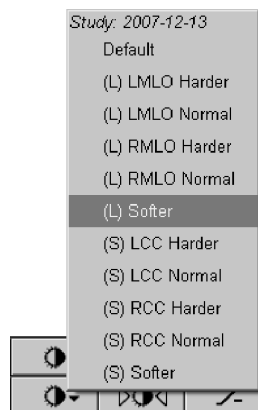 Study: 2007-12-13
Default
(L) LMLO Harder
(L) LMLO Normal
(L) RMLO Harder
(L) RMLO Normal
(L) Softer
(S) LCC Harder
(S) LCC Normal
(S) RCC Harder
(S) RCC Normal
(S) Softer